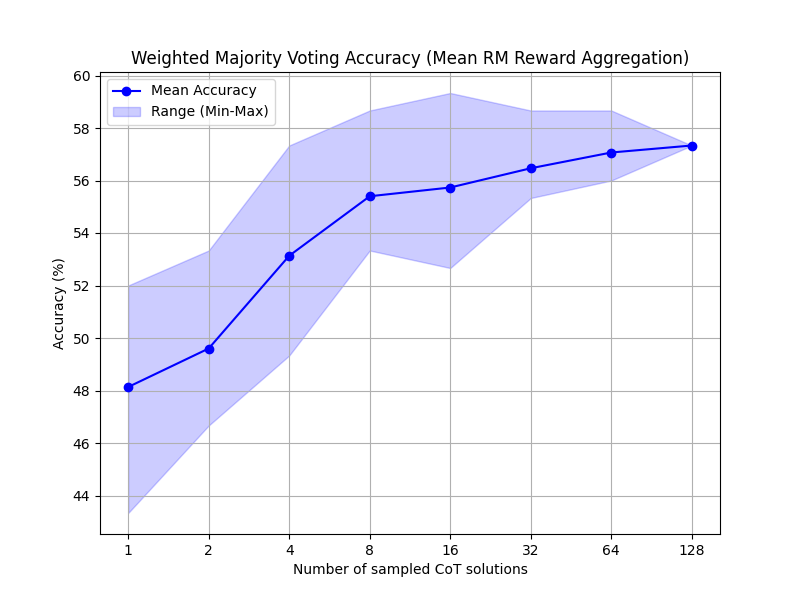 Weighted Majority Voting Accuracy (Mean RM Reward Aggregation)
Mean Accuracy
Range (Min-Max)
60
58
56
54
52
50
48
46
44
Accuracy (%)
1 2 4 8 16 32 64 128
Number of sampled CoT solutions